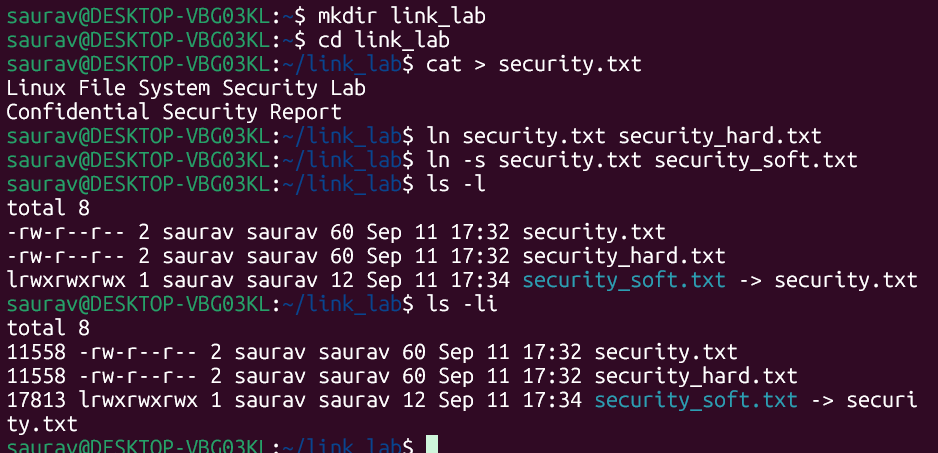 saurav@DESKTOP-VBG03KL:~$ mkdir link_lab
saurav@DESKTOP-VBG03KL:~$ cd link_lab
saurav@DESKTOP-VBG03KL:~/link_lab$ cat > security.txt
Linux File System Security Lab
Confidential Security Report
saurav@DESKTOP-VBG03KL:~/link_lab$ ln security.txt security_hard.txt
saurav@DESKTOP-VBG03KL:~/link_lab$ ln -s security.txt security_soft.txt
saurav@DESKTOP-VBG03KL:~/link_lab$ ls -l
total 8
-rw-r--r-- 2 saurav saurav 60 Sep 11 17:32 security.txt
-rw-r--r-- 2 saurav saurav 60 Sep 11 17:32 security_hard.txt
lrwxrwxrwx 1 saurav saurav 12 Sep 11 17:34 security_soft.txt -> security.txt
saurav@DESKTOP-VBG03KL:~/link_lab$ ls -li
total 8
11558 -rw-r--r-- 2 saurav saurav 60 Sep 11 17:32 security.txt
11558 -rw-r--r-- 2 saurav saurav 60 Sep 11 17:32 security_hard.txt
17813 lrwxrwxrwx 1 saurav saurav 12 Sep 11 17:34 security_soft.txt -> securi
ty.txt
saurav@DESKTOP-VBG03KL:~/link_lab$